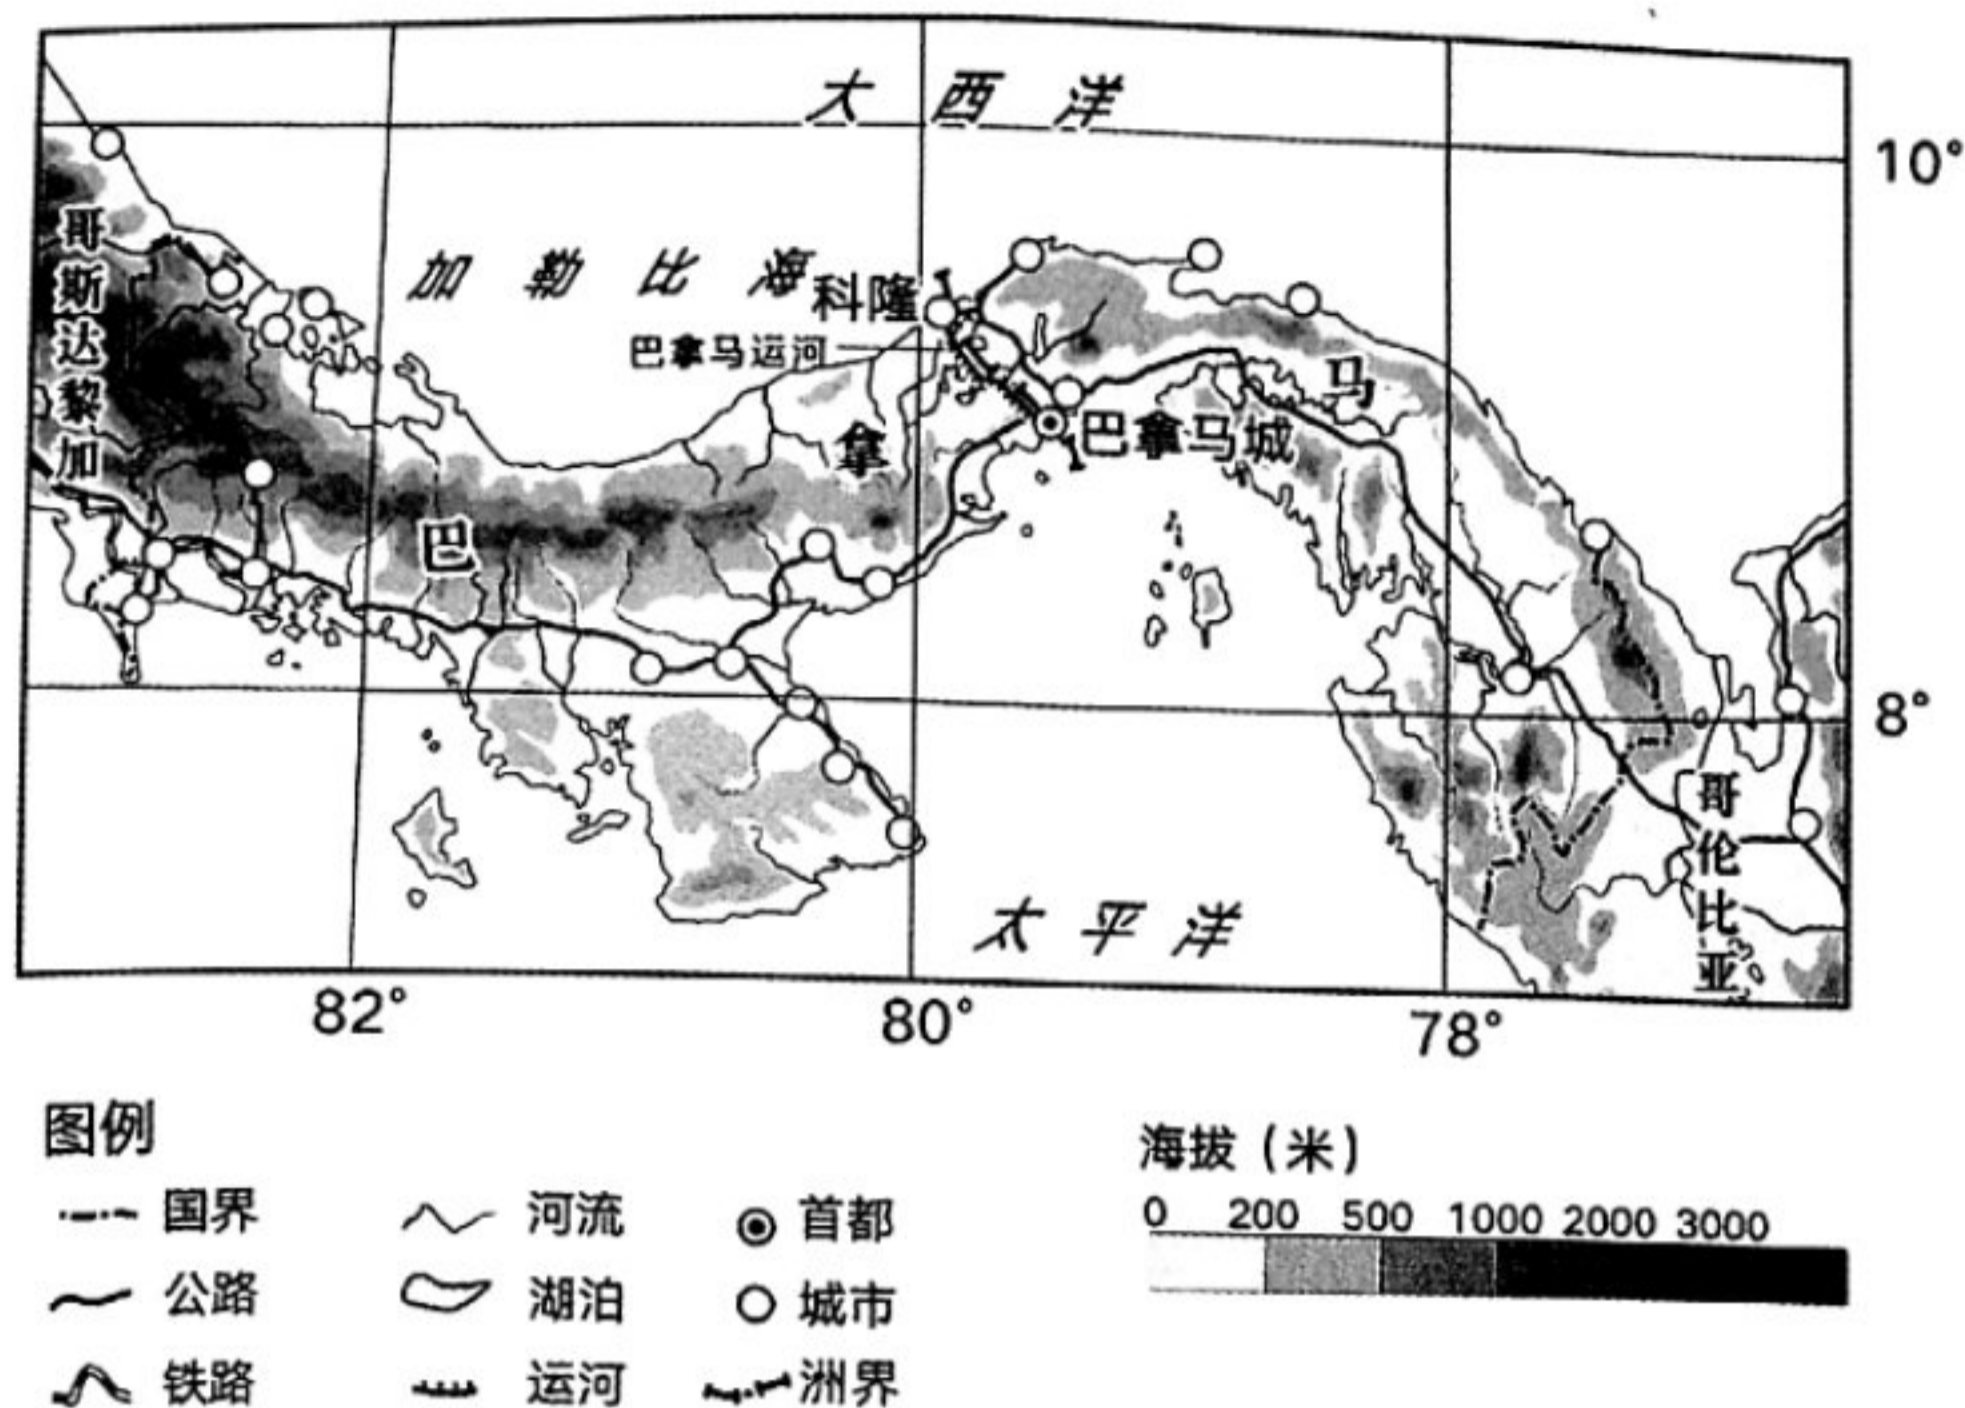 大西洋
10°
哥斯达黎加
加勒比海
科隆
巴拿马运河
马
拿
巴拿马城
巴
8°
哥伦比亚
太平洋
82°
80°
78°
图例
国界
河流
首都
公路
湖泊
城市
铁路
运河
洲界
海拔（米）
0 200 500 1000 2000 3000